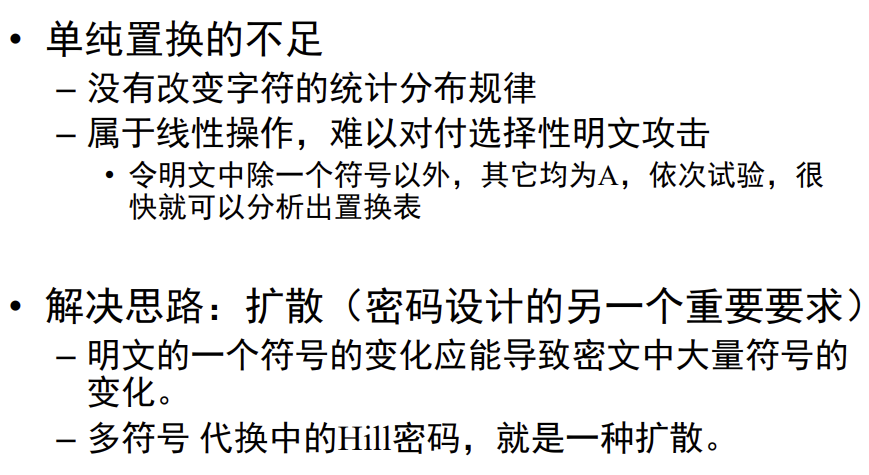 • 单纯置换的不足
– 没有改变字符的统计分布规律
– 属于线性操作，难以对付选择性明文攻击
• 令明文中除一个符号以外，其它均为A，依次试验，很
快就可以分析出置换表
• 解决思路：扩散（密码设计的另一个重要要求）
– 明文的一个符号的变化应能导致密文中大量符号的
变化。
– 多符号 代换中的Hill密码，就是一种扩散。